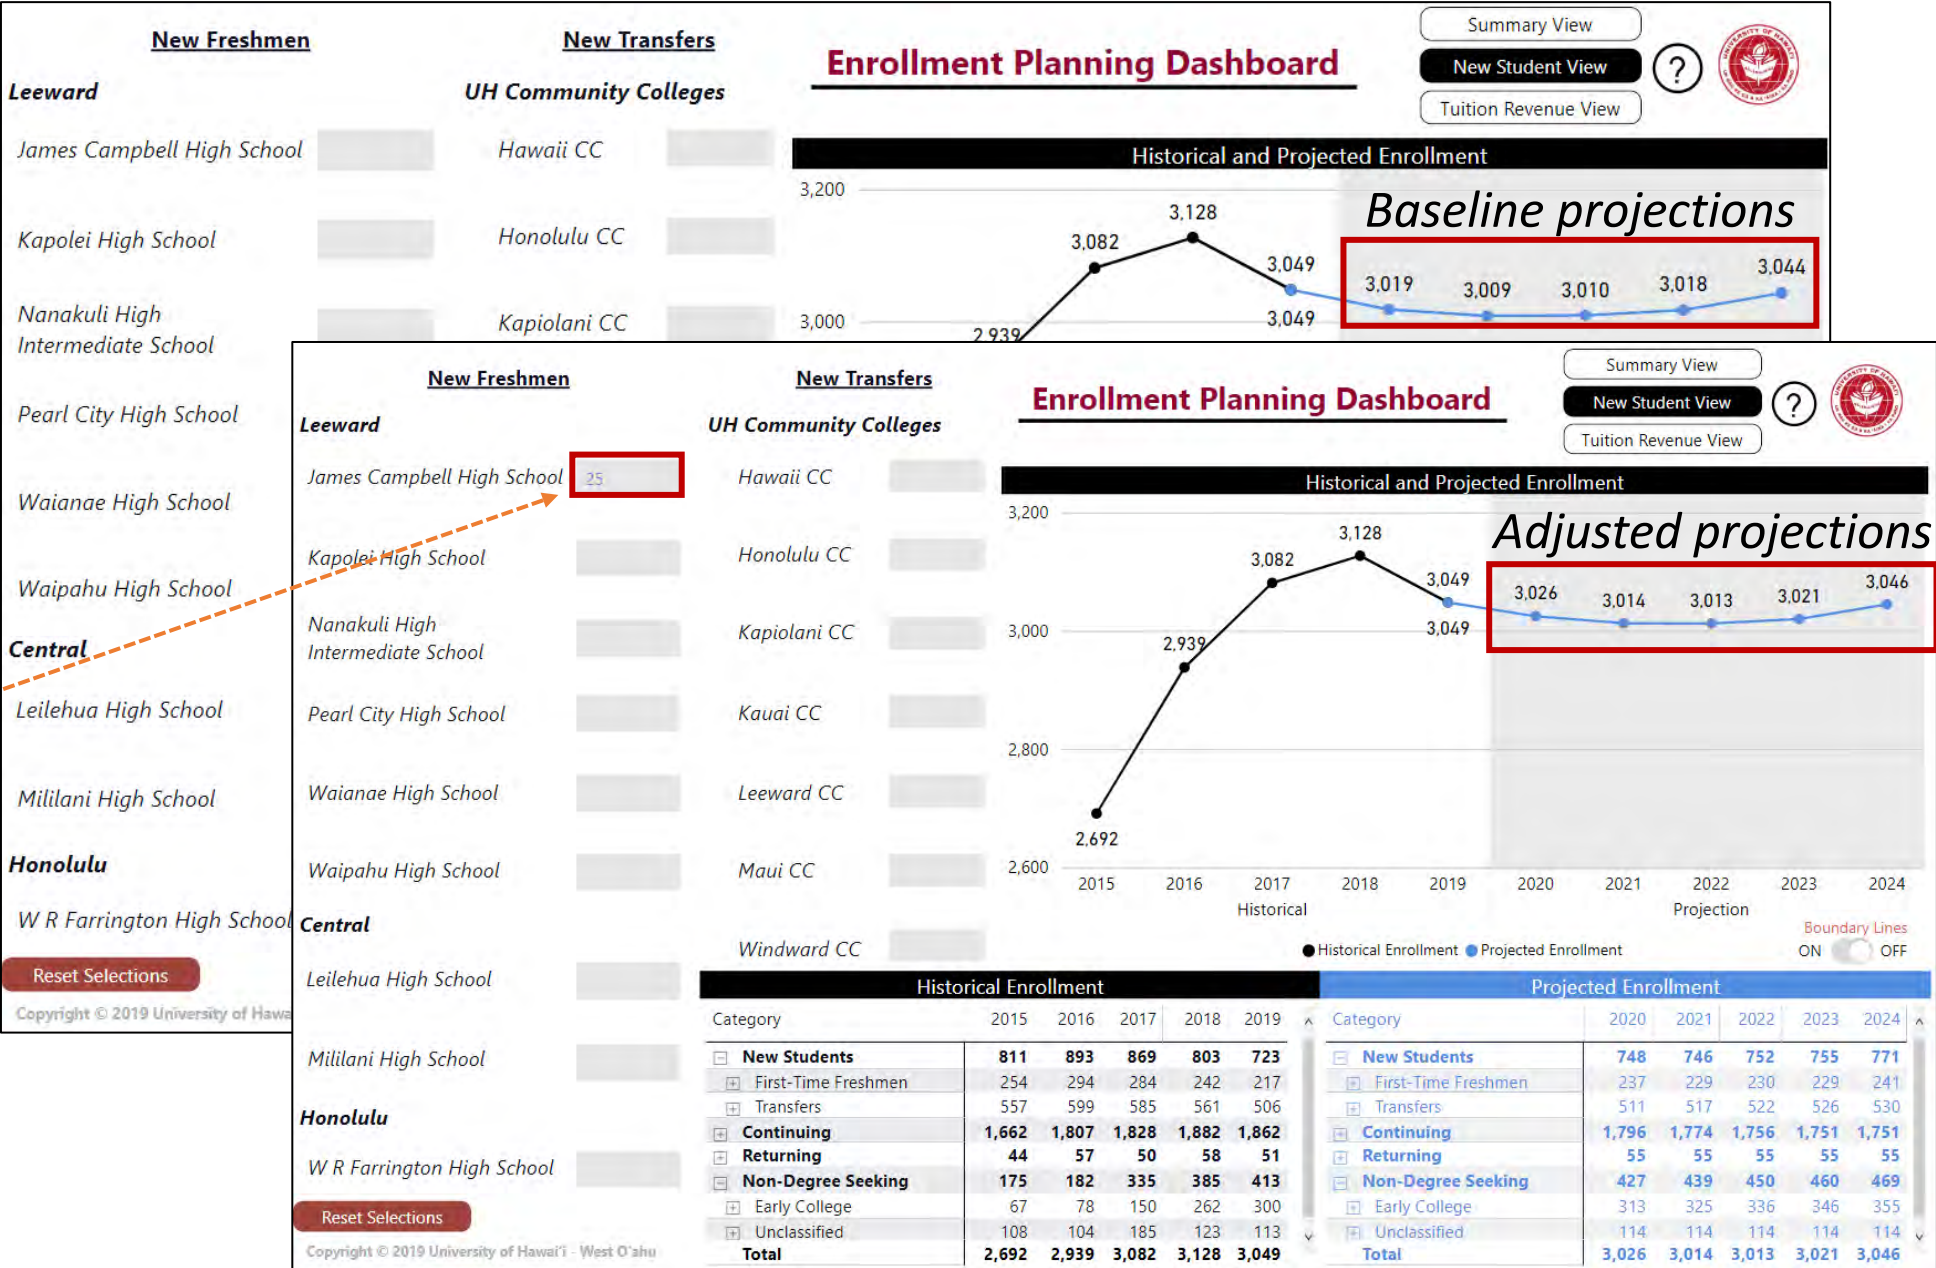 New Freshmen
New Transfers
Enrollment Planning Dashboard
Summary View
New Student View
Tuition Revenue View
?
Leeward
UH Community Colleges
James Campbell High School
Hawaii CC
Kapolei High School
Honolulu CC
Nanakuli High
Intermediate School
Kapiolani CC
Pearl City High School
Waianae High School
Waipahu High School
Central
Leilehua High School
Mililani High School
Honolulu
W R Farrington High School
Reset Selections
Copyright © 2019 University of Hawa
Historical and Projected Enrollment
Baseline projections
3,200
3,000
2,939
3,082
3,128
3,049
3,049
3,019
3,009
3,010
3,018
3,044
New Freshmen
New Transfers
Enrollment Planning Dashboard
Summary View
New Student View
Tuition Revenue View
?
Leeward
UH Community Colleges
James Campbell High School
25
Hawaii CC
Kapolei High School
Honolulu CC
Nanakuli High
Intermediate School
Kapiolani CC
Pearl City High School
Kauai CC
Waianae High School
Leeward CC
Waipahu High School
Maui CC
Central
Windward CC
Leilehua High School
Mililani High School
Honolulu
W R Farrington High School
Reset Selections
Copyright © 2019 University of Hawai'i - West O'ahu
Historical and Projected Enrollment
Adjusted projections
3,200
3,000
2,800
2,600
2,692
2,939
3,082
3,128
3,049
3,049
3,026
3,014
3,013
3,021
3,046
2015 2016 2017 2018 2019 2020 2021 2022 2023 2024
Historical Projection
Boundary Lines
ON OFF
Historical Enrollment Projected Enrollment
Historical Enrollment
Category 2015 2016 2017 2018 2019
New Students 811 893 869 803 723
First-Time Freshmen 254 294 284 242 217
Transfers 557 599 585 561 506
Continuing 1,662 1,807 1,828 1,882 1,862
Returning 44 57 50 58 51
Non-Degree Seeking 175 182 335 385 413
Early College 67 78 150 262 300
Unclassified 108 104 185 123 113
Total 2,692 2,939 3,082 3,128 3,049
Projected Enrollment
Category 2020 2021 2022 2023 2024
New Students 748 746 752 755 771
First-Time Freshmen 237 229 230 229 241
Transfers 511 517 522 526 530
Continuing 1,796 1,774 1,756 1,751 1,751
Returning 55 55 55 55 55
Non-Degree Seeking 427 439 450 460 469
Early College 313 325 336 346 355
Unclassified 114 114 114 114 114
Total 3,026 3,014 3,013 3,021 3,046